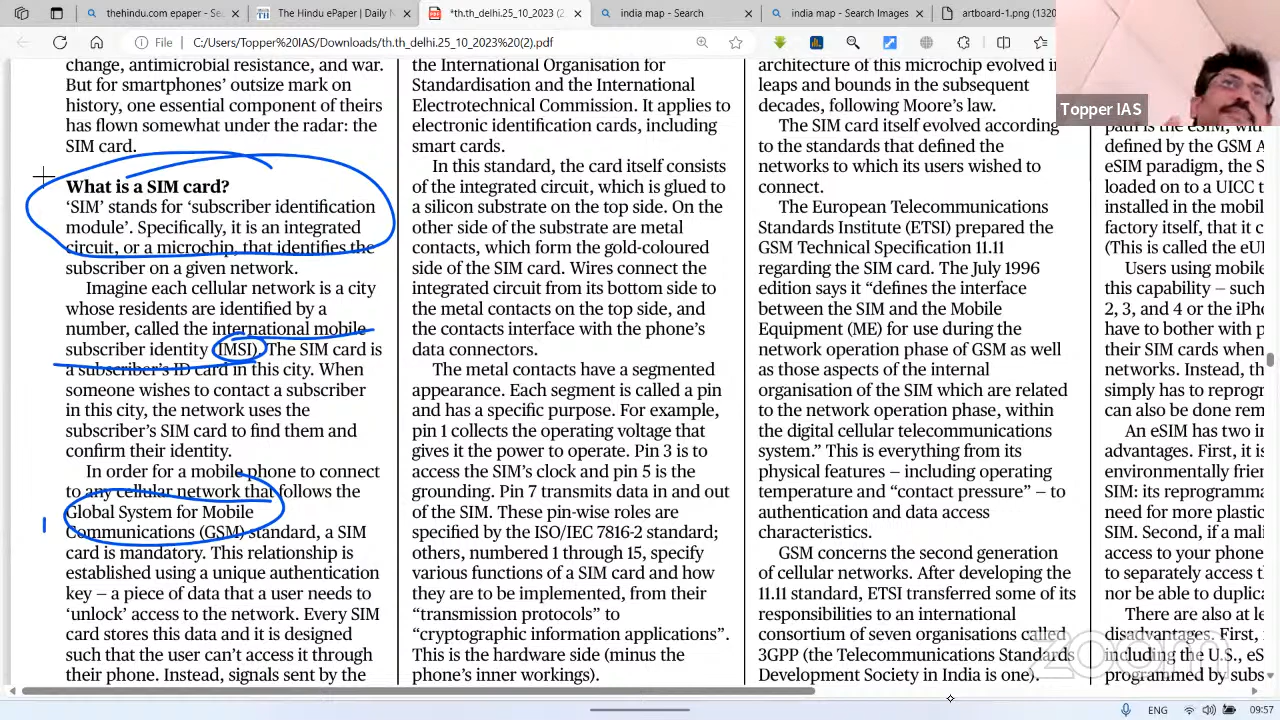 thehindu.com epaper - Search
The Hindu ePaper | Daily N
*th.th_delhi.25_10_2023 (2
india map - Search
india map - Search Images
artboard-1.png (1320
File
C:/Users/Topper%20IAS/Downloads/th.th_delhi.25_10_2023%20(2).pdf
Topper IAS
change, antimicrobial resistance, and war.
But for smartphones’ outsize mark on
history, one essential component of theirs
has flown somewhat under the radar: the
SIM card.
What is a SIM card?
‘SIM’ stands for ‘subscriber identification
module’. Specifically, it is an integrated
circuit, or a microchip, that identifies the
subscriber on a given network.
Imagine each cellular network is a city
whose residents are identified by a
number, called the international mobile
subscriber identity (IMSI). The SIM card is
a subscriber’s ID card in this city. When
someone wishes to contact a subscriber
in this city, the network uses the
subscriber’s SIM card to find them and
confirm their identity.
In order for a mobile phone to connect
to any cellular network that follows the
Global System for Mobile
Communications (GSM) standard, a SIM
card is mandatory. This relationship is
established using a unique authentication
key – a piece of data that a user needs to
‘unlock’ access to the network. Every SIM
card stores this data and it is designed
such that the user can’t access it through
their phone. Instead, signals sent by the
the International Organisation for
Standardisation and the International
Electrotechnical Commission. It applies to
electronic identification cards, including
smart cards.
In this standard, the card itself consists
of the integrated circuit, which is glued to
a silicon substrate on the top side. On the
other side of the substrate are metal
contacts, which form the gold-coloured
side of the SIM card. Wires connect the
integrated circuit from its bottom side to
the metal contacts on the top side, and
the contacts interface with the phone’s
data connectors.
The metal contacts have a segmented
appearance. Each segment is called a pin
and has a specific purpose. For example,
pin 1 collects the operating voltage that
gives it the power to operate. Pin 3 is to
access the SIM’s clock and pin 5 is the
grounding. Pin 7 transmits data in and out
of the SIM. These pin-wise roles are
specified by the ISO/IEC 7816-2 standard;
others, numbered 1 through 15, specify
various functions of a SIM card and how
they are to be implemented, from their
“transmission protocols” to
“cryptographic information applications”.
This is the hardware side (minus the
phone’s inner workings).
architecture of this microchip evolved in
leaps and bounds in the subsequent
decades, following Moore’s law.
The SIM card itself evolved according
to the standards that defined the
networks to which its users wished to
connect.
The European Telecommunications
Standards Institute (ETSI) prepared the
GSM Technical Specification 11.11
regarding the SIM card. The July 1996
edition says it “defines the interface
between the SIM and the Mobile
Equipment (ME) for use during the
network operation phase of GSM as well
as those aspects of the internal
organisation of the SIM which are related
to the network operation phase, within
the digital cellular telecommunications
system.” This is everything from its
physical features – including operating
temperature and “contact pressure” – to
authentication and data access
characteristics.
GSM concerns the second generation
of cellular networks. After developing the
11.11 standard, ETSI transferred some of its
responsibilities to an international
consortium of seven organisations called
3GPP (the Telecommunications Standards
Development Society in India is one).
path is the eSIM, wit
defined by the GSM A
eSIM paradigm, the S
loaded on to a UICC t
installed in the mobil
factory itself, that it c
(This is called the eU
Users using mobile
this capability – such
2, 3, and 4 or the iPho
have to bother with p
their SIM cards when
networks. Instead, th
simply has to reprogr
can also be done rem
An eSIM has two in
advantages. First, it is
environmentally frien
SIM: its reprogramma
need for more plastic
SIM. Second, if a mali
access to your phone
to separately access t
nor be able to duplica
There are also at le
disadvantages. First,
including the U.S., eS
programmed by subs
zoom
ENG
09:57